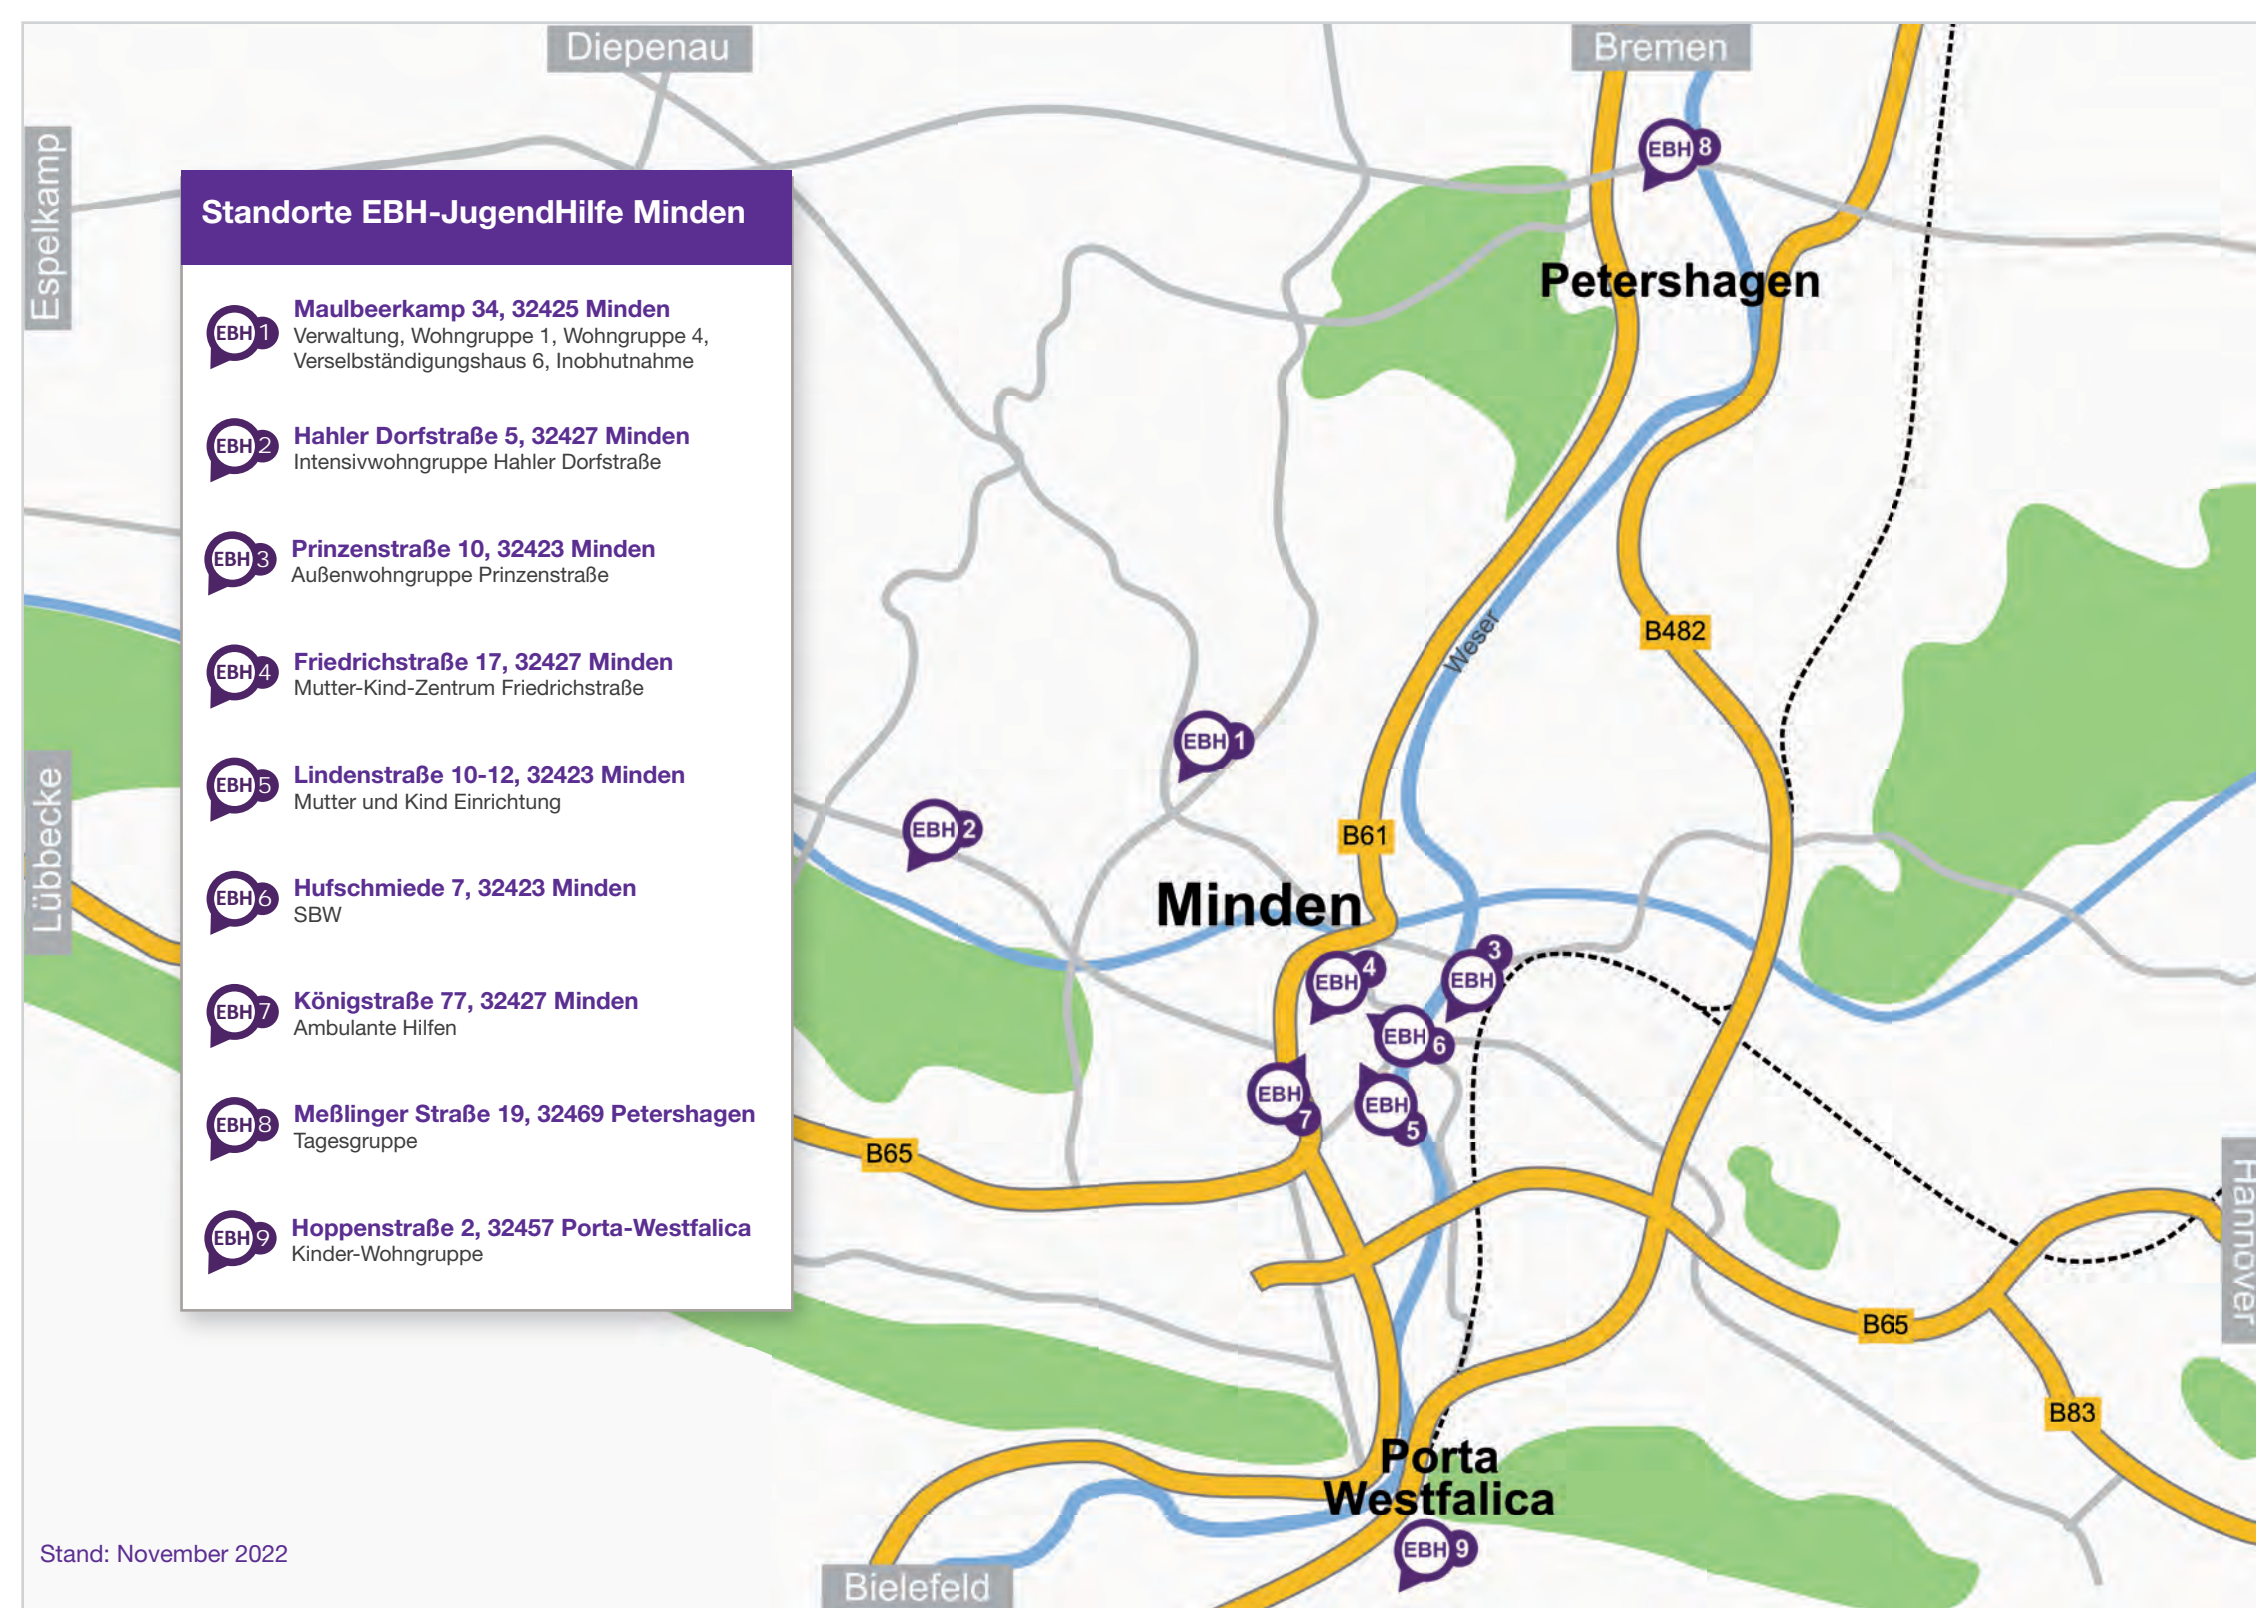 Diepenau
Bremen
Espelkamp
Standorte EBH-JugendHilfe Minden
EBH 1
Maulbeerkamp 34, 32425 Minden
Verwaltung, Wohngruppe 1, Wohngruppe 4,
Verselbständigungshaus 6, Inobhutnahme
EBH 2
Hahler Dorfstraße 5, 32427 Minden
Intensivwohngruppe Hahler Dorfstraße
EBH 3
Prinzenstraße 10, 32423 Minden
Außenwohngruppe Prinzenstraße
EBH 4
Friedrichstraße 17, 32427 Minden
Mutter-Kind-Zentrum Friedrichstraße
EBH 5
Lindenstraße 10-12, 32423 Minden
Mutter und Kind Einrichtung
EBH 6
Hufschmiede 7, 32423 Minden
SBW
EBH 7
Königstraße 77, 32427 Minden
Ambulante Hilfen
EBH 8
Meßlinger Straße 19, 32469 Petershagen
Tagesgruppe
EBH 9
Hoppenstraße 2, 32457 Porta-Westfalica
Kinder-Wohngruppe
Lübbecke
EBH 8
Petershagen
Weser
B482
EBH 1
EBH 2
B61
Minden
EBH 3
EBH 4
EBH 6
EBH 7
EBH 5
B65
Hannover
B65
B83
Porta
Westfalica
EBH 9
Bielefeld
Stand: November 2022